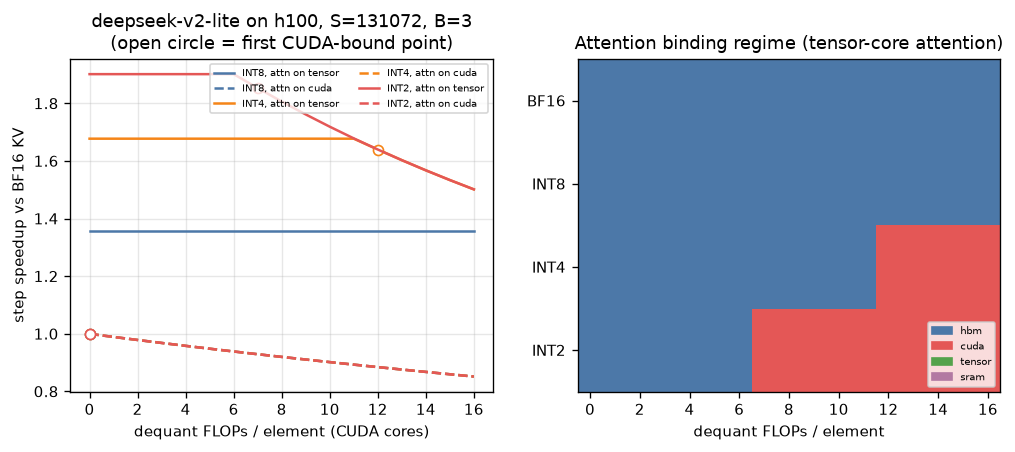 deepseek-v2-lite on h100, S=131072, B=3
(open circle = first CUDA-bound point)
INT8, attn on tensor
INT8, attn on cuda
INT4, attn on tensor
INT4, attn on cuda
INT2, attn on tensor
INT2, attn on cuda
step speedup vs BF16 KV
1.8
1.6
1.4
1.2
1.0
0.8
0 2 4 6 8 10 12 14 16
dequant FLOPs / element (CUDA cores)
Attention binding regime (tensor-core attention)
BF16
INT8
INT4
INT2
hbm
cuda
tensor
sram
0 2 4 6 8 10 12 14 16
dequant FLOPs / element